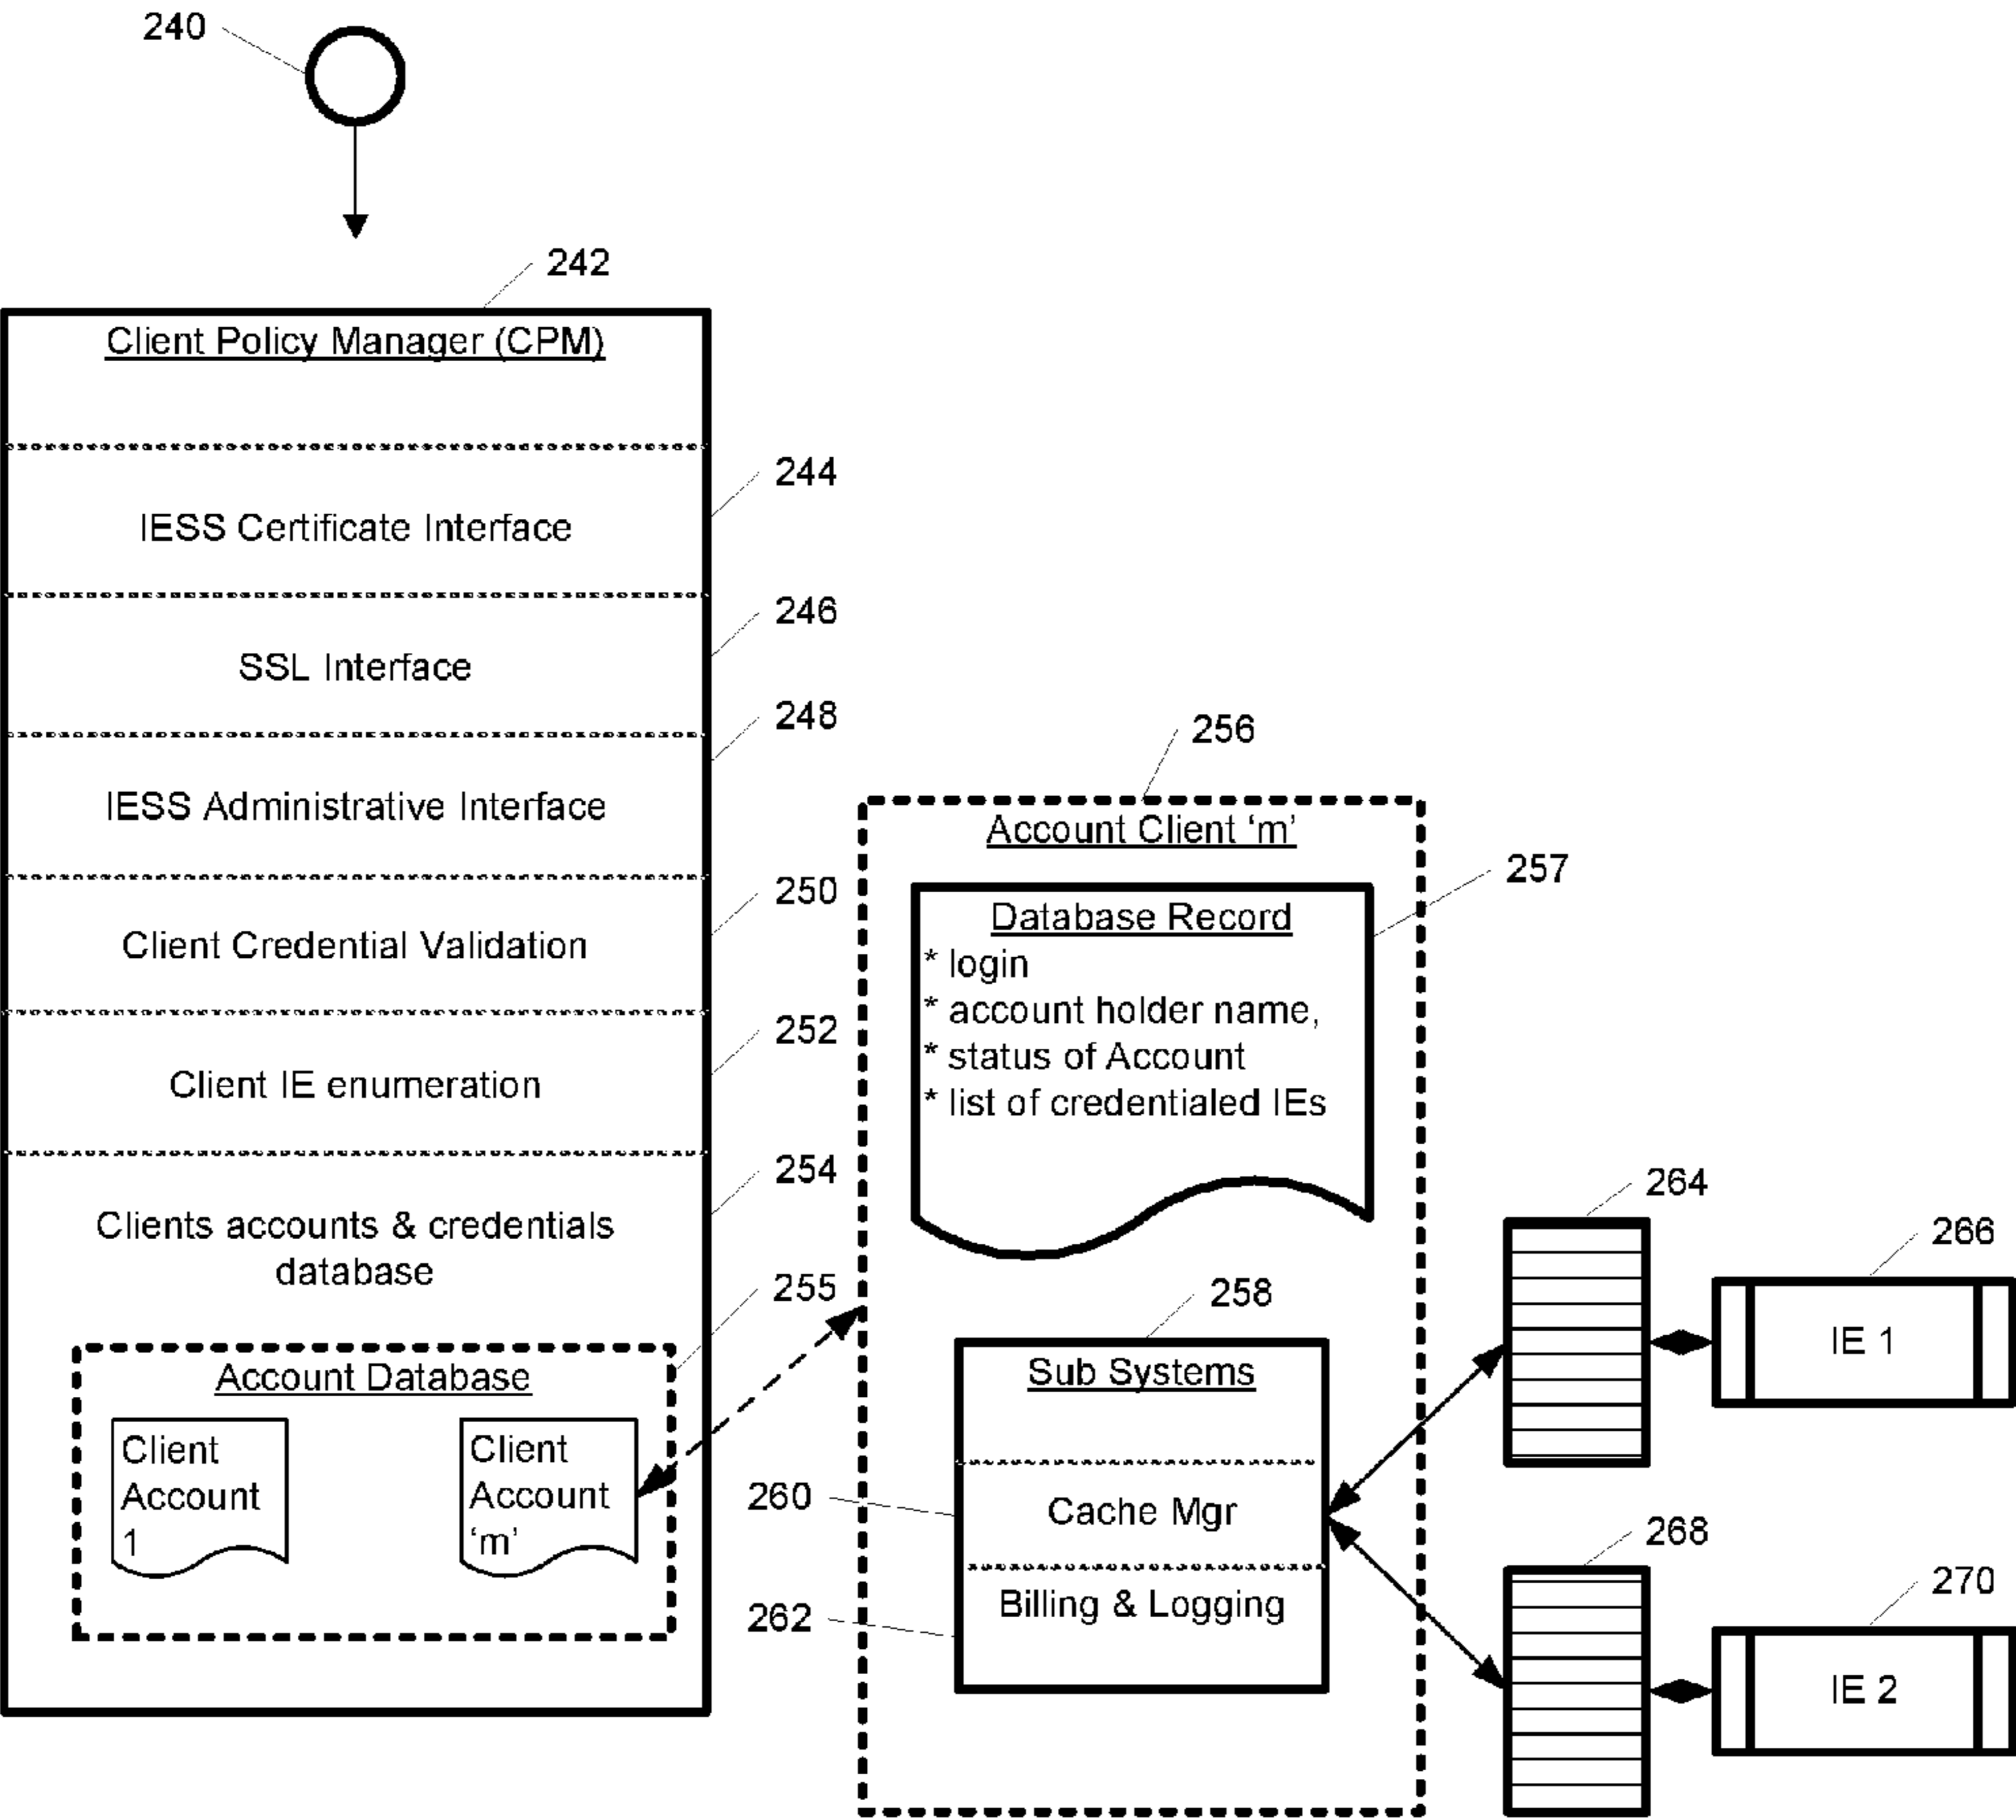 240
242
Client Policy Manager (CPM)
244
IESS Certificate Interface
246
SSL Interface
248
IESS Administrative Interface
250
Client Credential Validation
252
Client IE enumeration
254
Clients accounts & credentials
database
255
Account Database
Client
Account
1
Client
Account
‘m’
256
Account Client ‘m’
257
Database Record
* login
* account holder name,
* status of Account
* list of credentialed IEs
258
Sub Systems
260
Cache Mgr
262
Billing & Logging
264
266
IE 1
268
270
IE 2